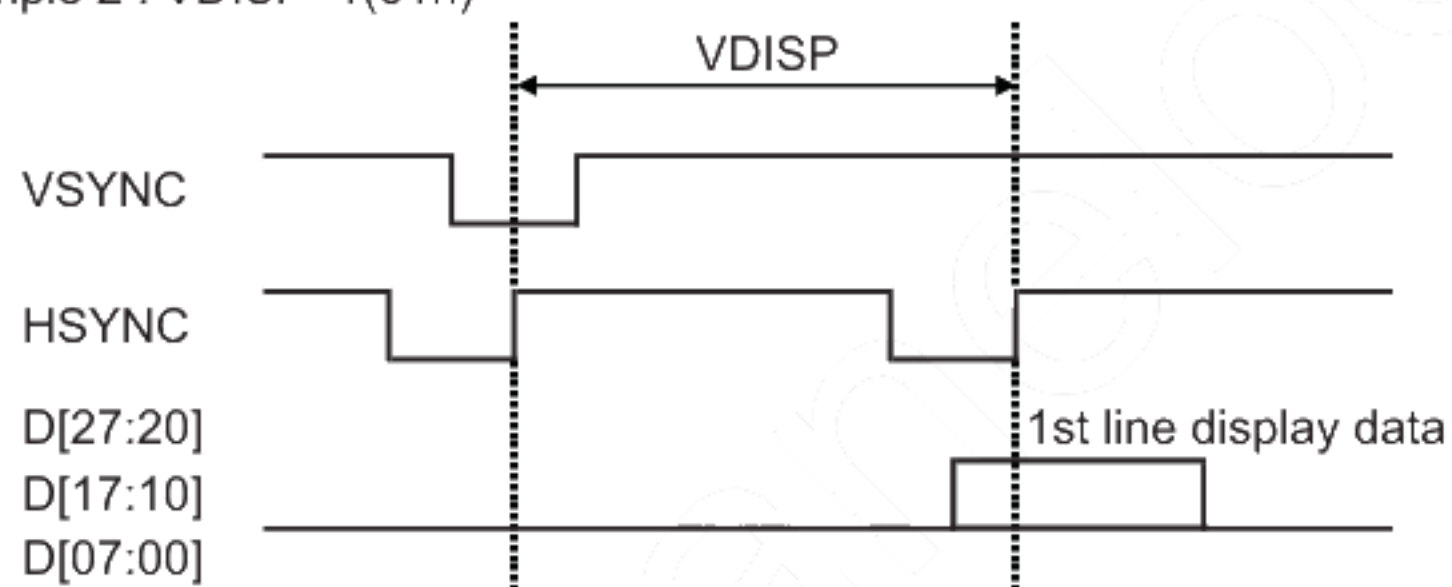 VDISP
VSYNC
HSYNC
D[27:20]
1st line display data
D[17:10]
D[07:00]